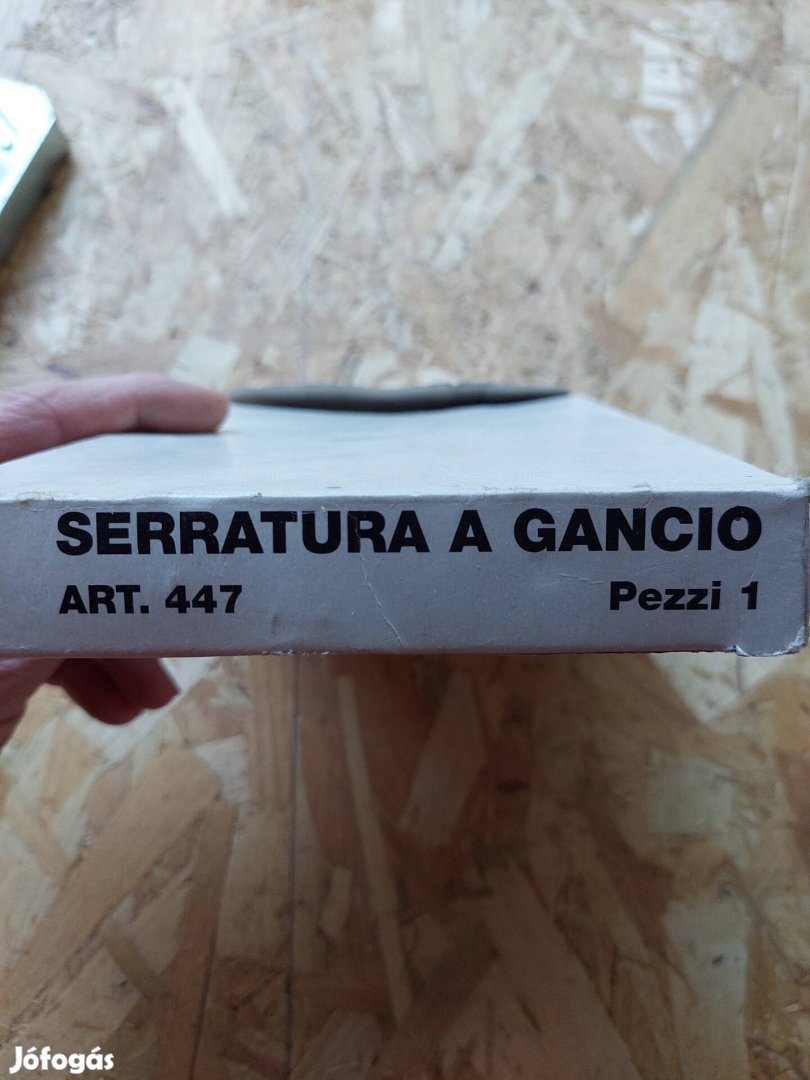 SERRATURA A GANCIO
ART. 447 Pezzi 1
Jófogás